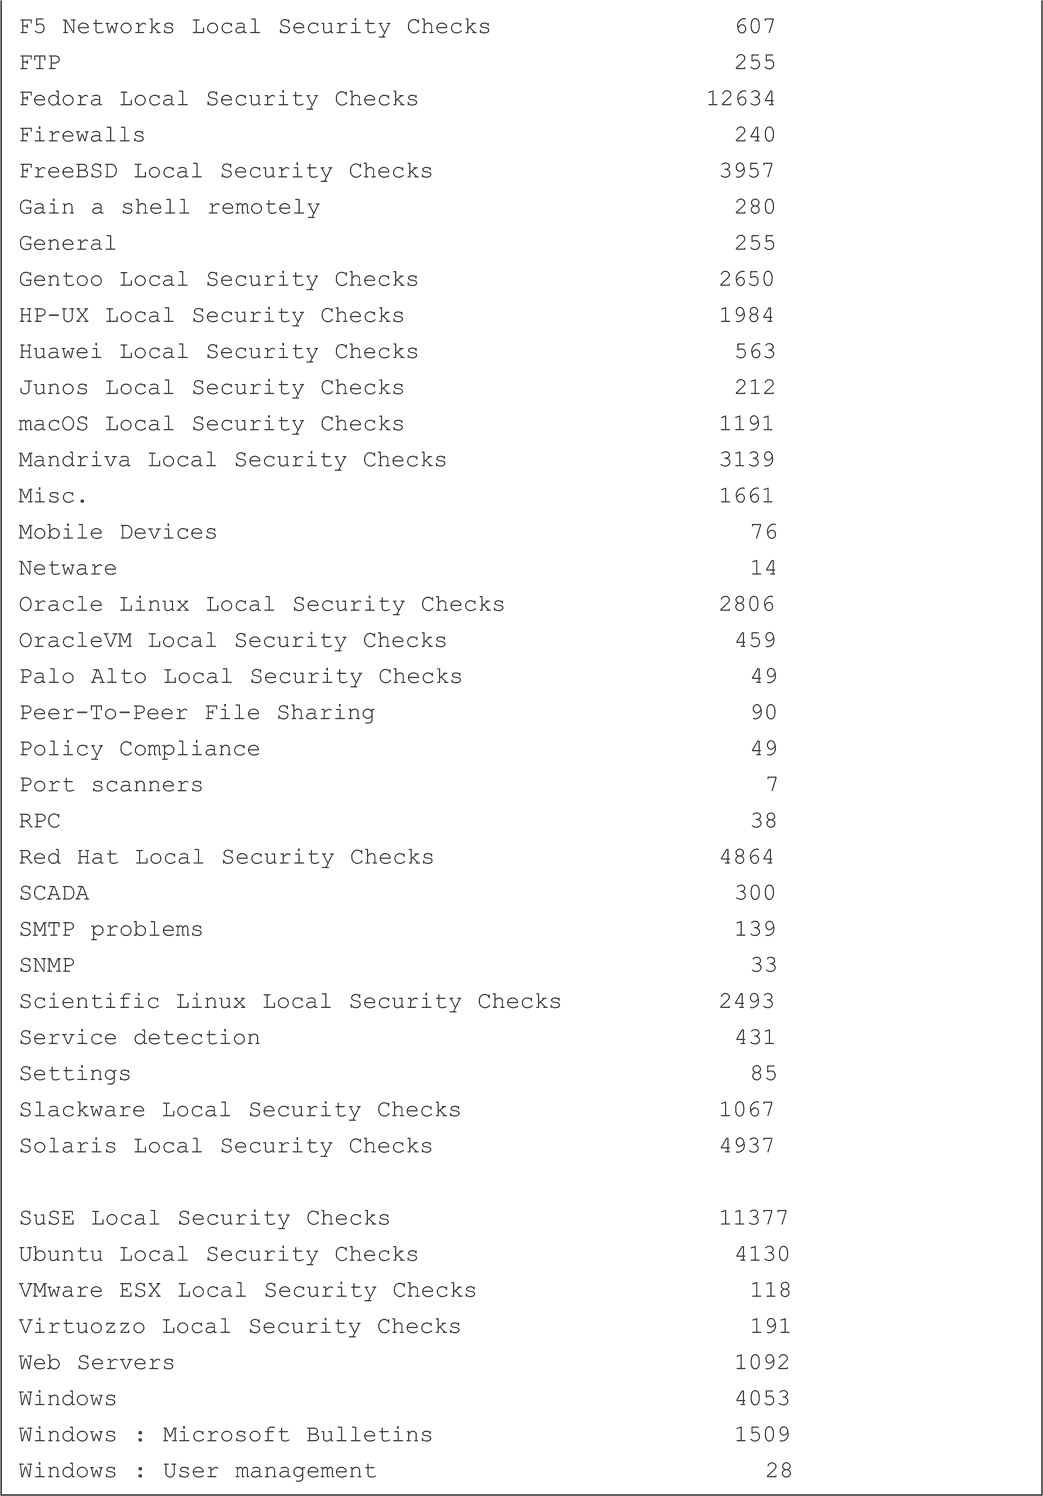 F5 Networks Local Security Checks 607
FTP 255
Fedora Local Security Checks 12634
Firewalls 240
FreeBSD Local Security Checks 3957
Gain a shell remotely 280
General 255
Gentoo Local Security Checks 2650
HP-UX Local Security Checks 1984
Huawei Local Security Checks 563
Junos Local Security Checks 212
macOS Local Security Checks 1191
Mandriva Local Security Checks 3139
Misc. 1661
Mobile Devices 76
Netware 14
Oracle Linux Local Security Checks 2806
OracleVM Local Security Checks 459
Palo Alto Local Security Checks 49
Peer-To-Peer File Sharing 90
Policy Compliance 49
Port scanners 7
RPC 38
Red Hat Local Security Checks 4864
SCADA 300
SMTP problems 139
SNMP 33
Scientific Linux Local Security Checks 2493
Service detection 431
Settings 85
Slackware Local Security Checks 1067
Solaris Local Security Checks 4937
SuSE Local Security Checks 11377
Ubuntu Local Security Checks 4130
VMware ESX Local Security Checks 118
Virtuozzo Local Security Checks 191
Web Servers 1092
Windows 4053
Windows : Microsoft Bulletins 1509
Windows : User management 28